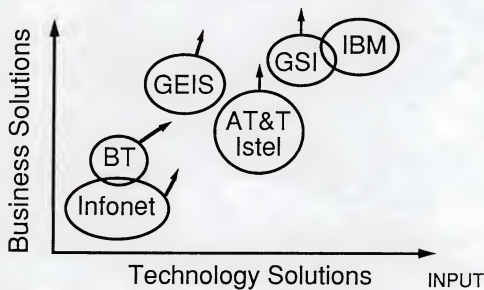 Business Solutions
GSI
IBM
GEIS
AT&T
Istel
BT
Infonet
Technology Solutions
INPUT